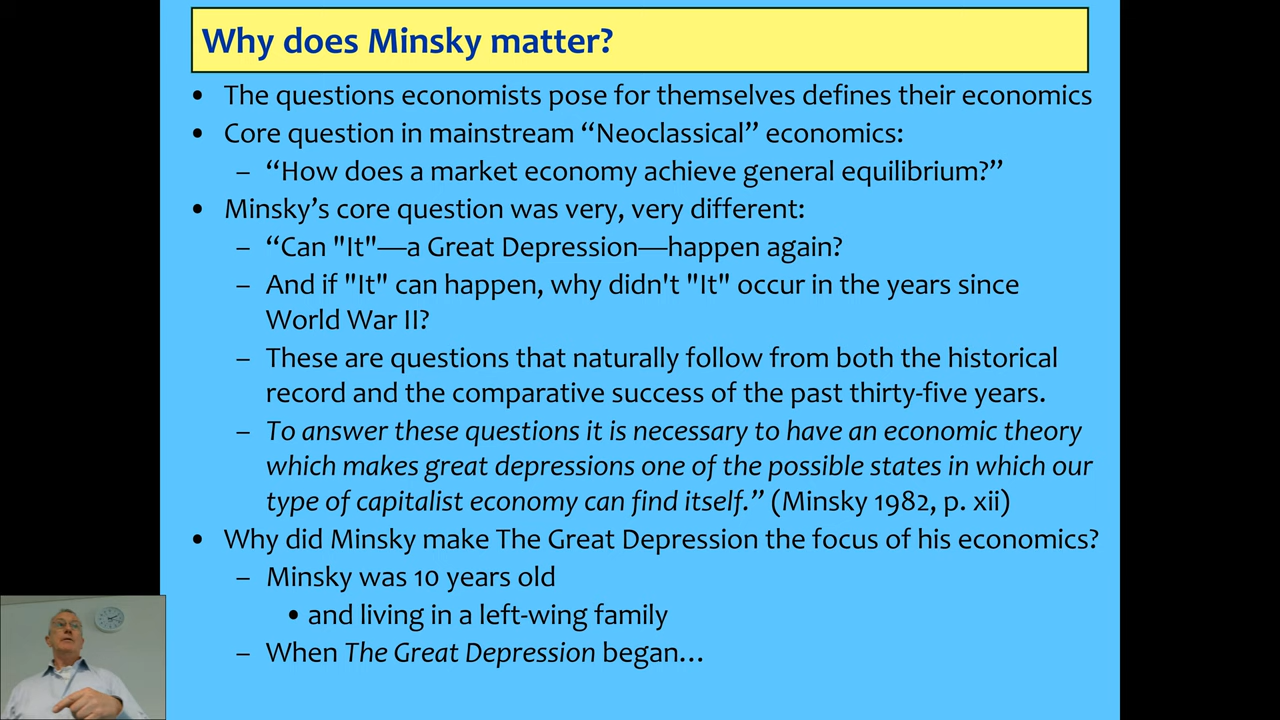 Why does Minsky matter?
• The questions economists pose for themselves defines their economics
• Core question in mainstream “Neoclassical” economics:
– “How does a market economy achieve general equilibrium?”
• Minsky’s core question was very, very different:
– “Can "It"—a Great Depression—happen again?
– And if "It" can happen, why didn't "It" occur in the years since
World War II?
– These are questions that naturally follow from both the historical
record and the comparative success of the past thirty-five years.
– To answer these questions it is necessary to have an economic theory
which makes great depressions one of the possible states in which our
type of capitalist economy can find itself.” (Minsky 1982, p. xii)
• Why did Minsky make The Great Depression the focus of his economics?
– Minsky was 10 years old
• and living in a left-wing family
– When The Great Depression began…